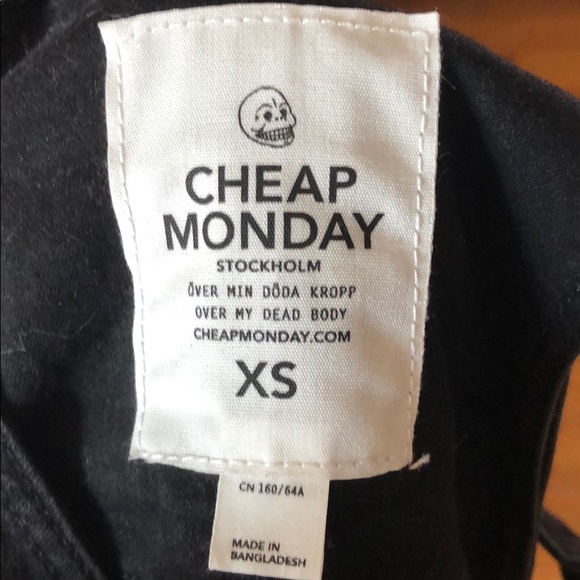 CHEAP
MONDAY
STOCKHOLM
ÖVER MIN DÖDA KROPP
OVER MY DEAD BODY
CHEAPMONDAY.COM
XS
CN 160/64A
MADE IN
BANGLADESH